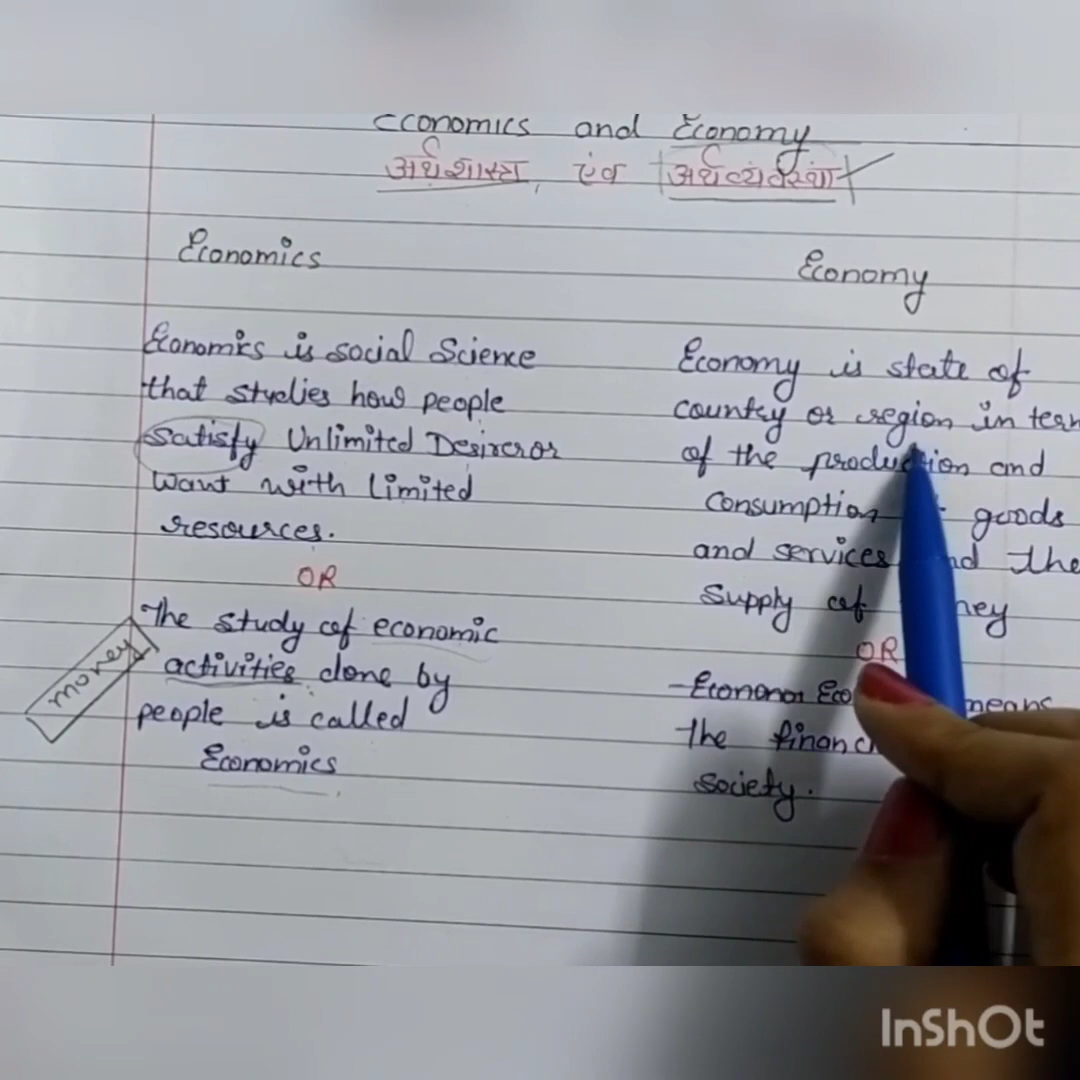 Economics and Economy
अर्थशास्त्र, एंव अर्थव्यवस्था
Economics
Economy
Economics is social Science
that studies how people
satisfy Unlimited Desire or
want with limited
resources.
OR
The study of economic
activities done by
people is called
Economics
money
Economy is state of
country or region in
of the production and
Consumption goods
and services the
Supply of
OR
means
the
society.
InShOt